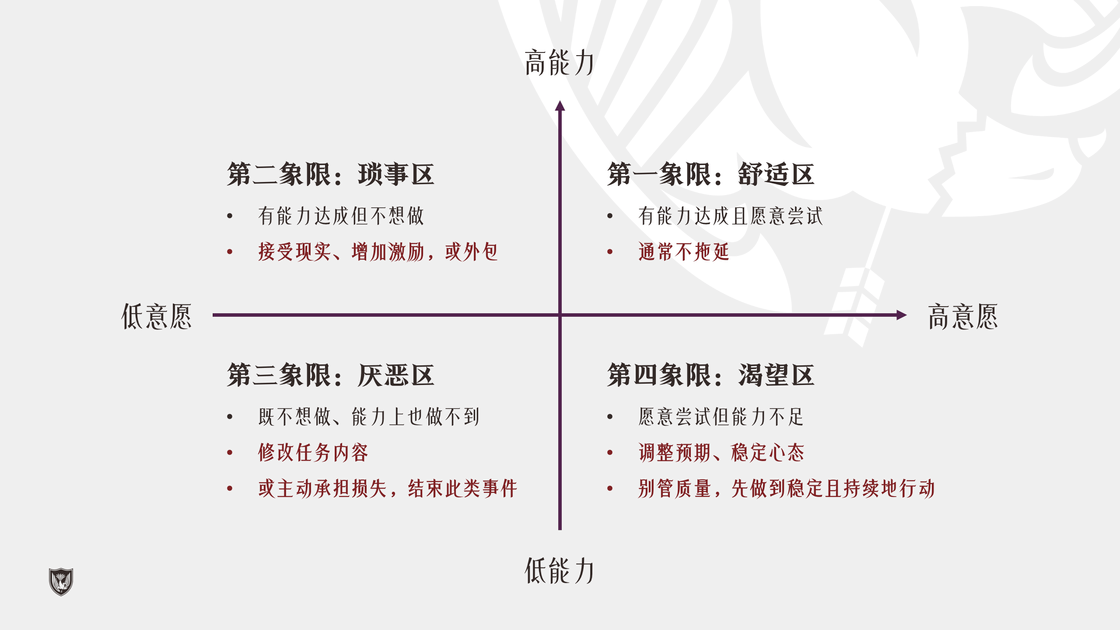 高能力
第二象限：琐事区
• 有能力达成但不想做
• 接受现实、增加激励，或外包
第一象限：舒适区
• 有能力达成且愿意尝试
• 通常不拖延
低意愿
高意愿
第三象限：厌恶区
• 既不想做、能力上也做不到
• 修改任务内容
• 或主动承担损失，结束此类事件
第四象限：渴望区
• 愿意尝试但能力不足
• 调整预期、稳定心态
• 别管质量，先做到稳定且持续地行动
低能力